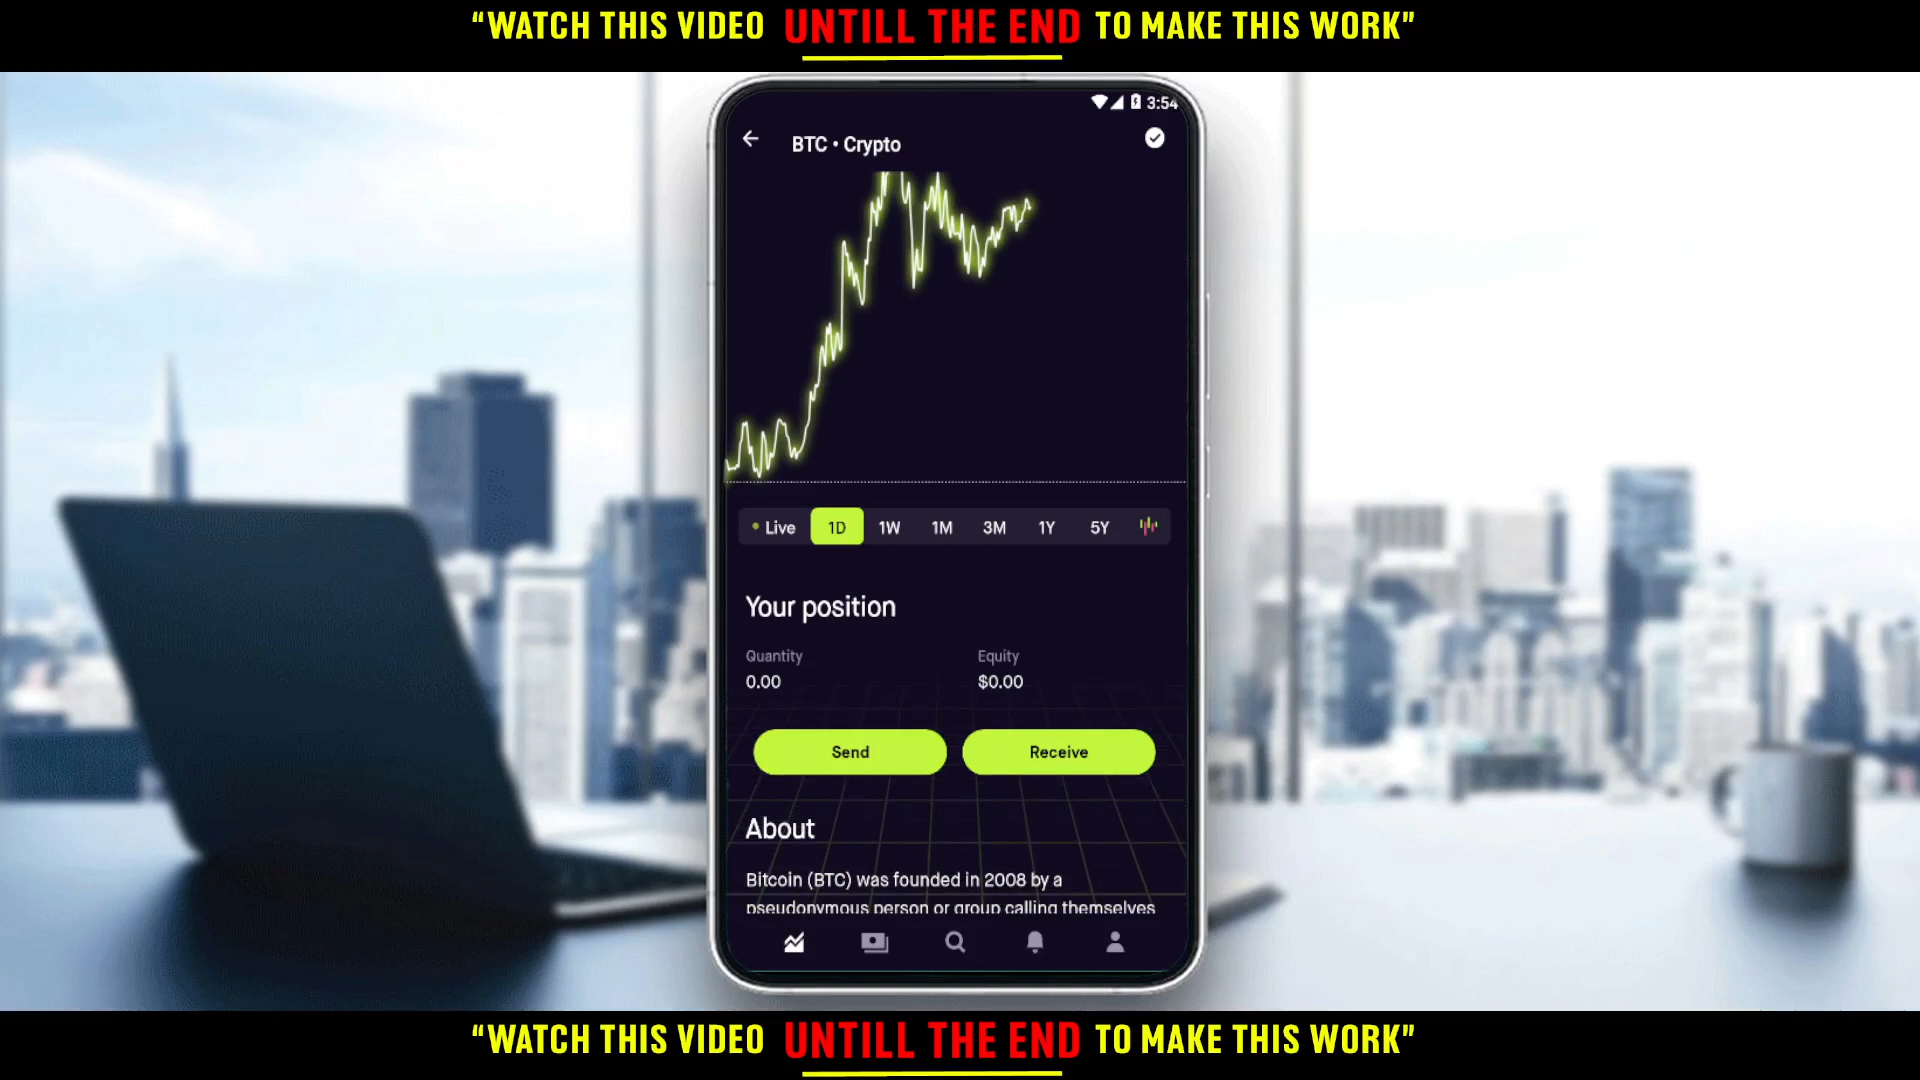 “WATCH THIS VIDEO UNTILL THE END TO MAKE THIS WORK”
3:54
BTC • Crypto
Live 1D 1W 1M 3M 1Y 5Y
Your position
Quantity Equity
0.00 $0.00
Send Receive
About
Bitcoin (BTC) was founded in 2008 by a
pseudonymous person or group calling themselves
“WATCH THIS VIDEO UNTILL THE END TO MAKE THIS WORK”